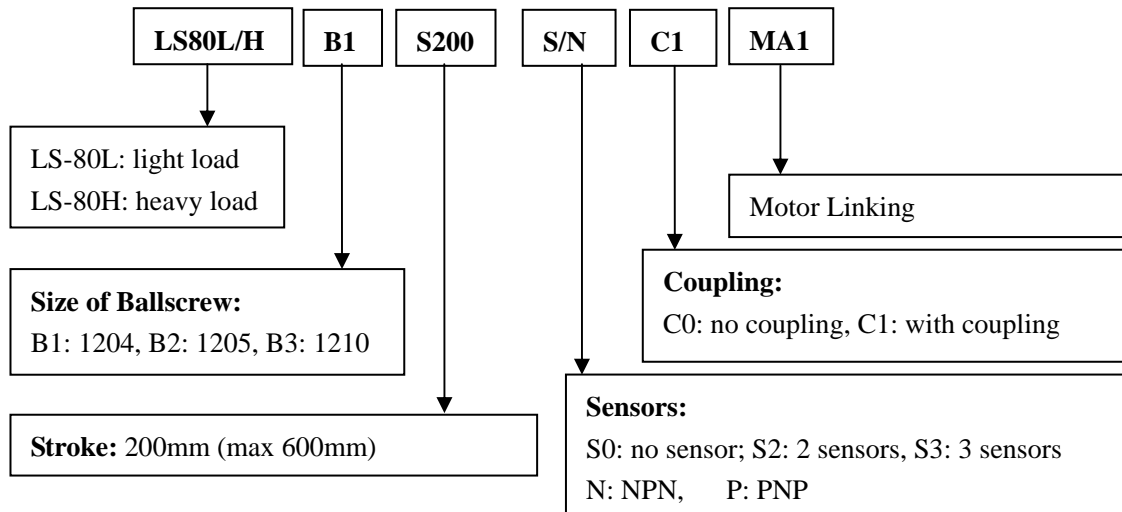 LS80L/H B1 S200 S/N C1 MA1
LS-80L: light load
LS-80H: heavy load
Motor Linking
Size of Ballscrew:
B1: 1204, B2: 1205, B3: 1210
Coupling:
C0: no coupling, C1: with coupling
Stroke: 200mm (max 600mm)
Sensors:
S0: no sensor; S2: 2 sensors, S3: 3 sensors
N: NPN, P: PNP